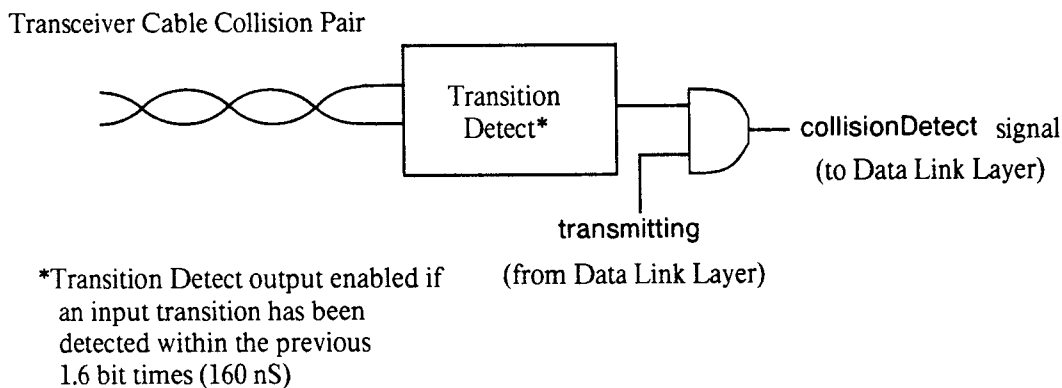 Transceiver Cable Collision Pair
Transition
Detect*
collisionDetect signal
(to Data Link Layer)
transmitting
(from Data Link Layer)
*Transition Detect output enabled if
an input transition has been
detected within the previous
1.6 bit times (160 nS)